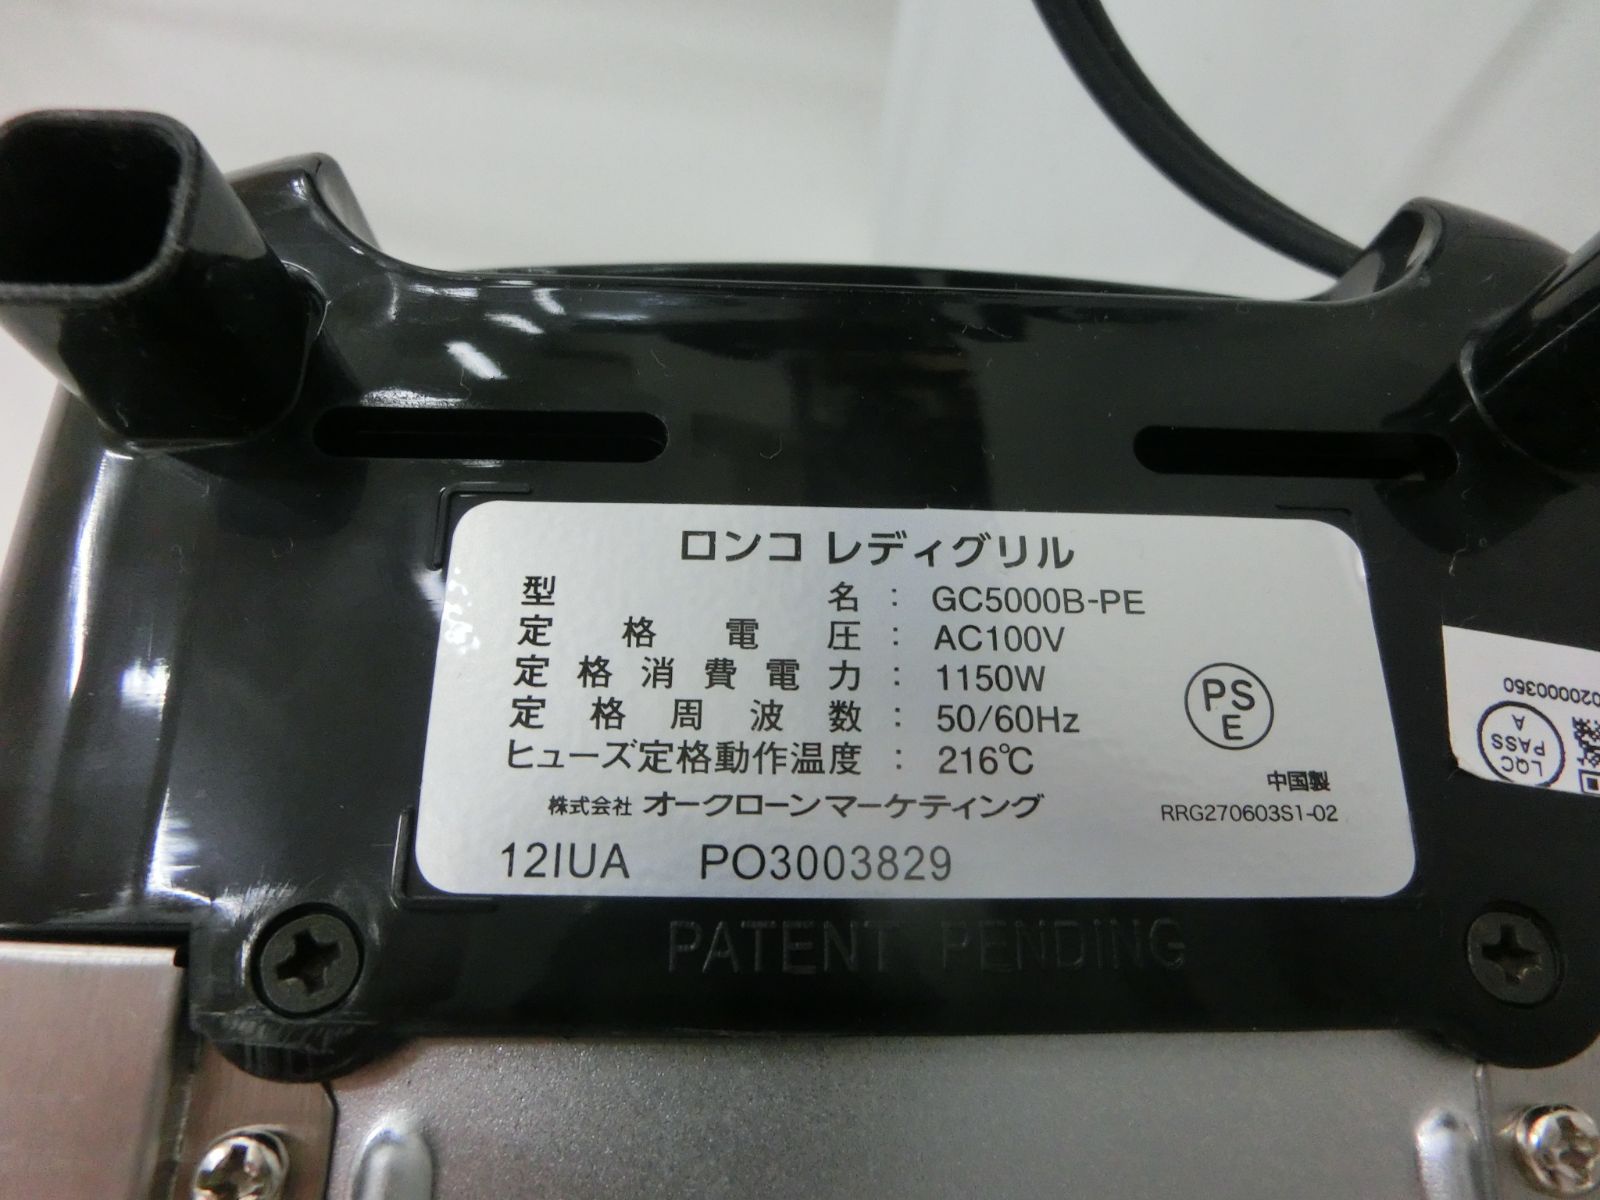 ロンコ レディグリル
型名 : GC5000B-PE
定格電圧 : AC100V
定格消費電力 : 1150W
定格周波数 : 50/60Hz
ヒューズ定格動作温度 : 216℃
PS
E
中国製
株式会社 オークローンマーケティング
RRG270603S1-02
12IUA PO3003829
PATENT PENDING
LQC
PASS
A
020000360